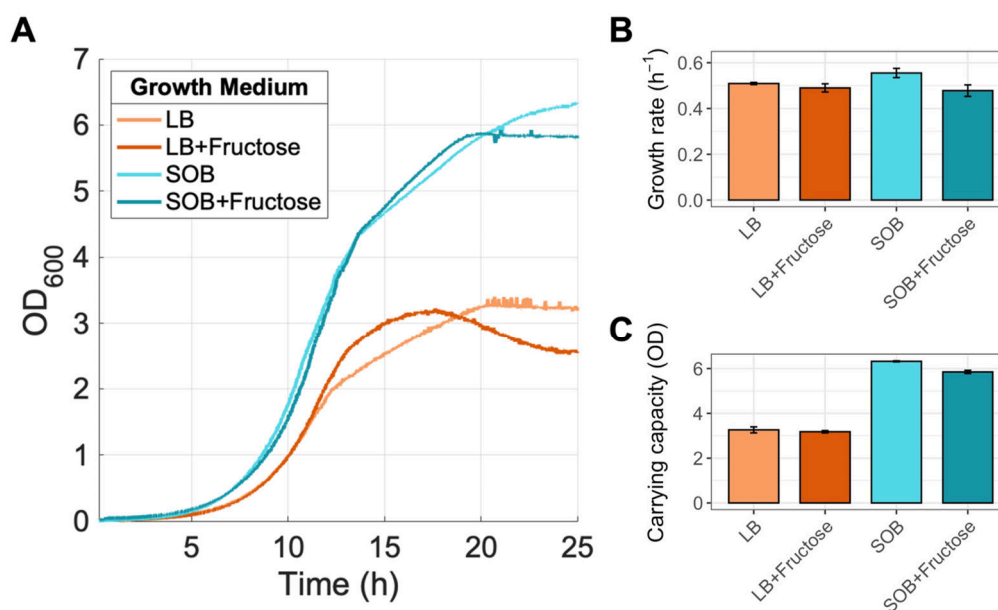 A
7
6
5
4
3
2
1
0
OD600
Growth Medium
LB
LB+Fructose
SOB
SOB+Fructose
5
10
15
20
25
Time (h)
B
Growth rate (h⁻¹)
0.6
0.4
0.2
0.0
LB
LB+Fructose
SOB
SOB+Fructose
C
Carrying capacity (OD)
6
4
2
0
LB
LB+Fructose
SOB
SOB+Fructose